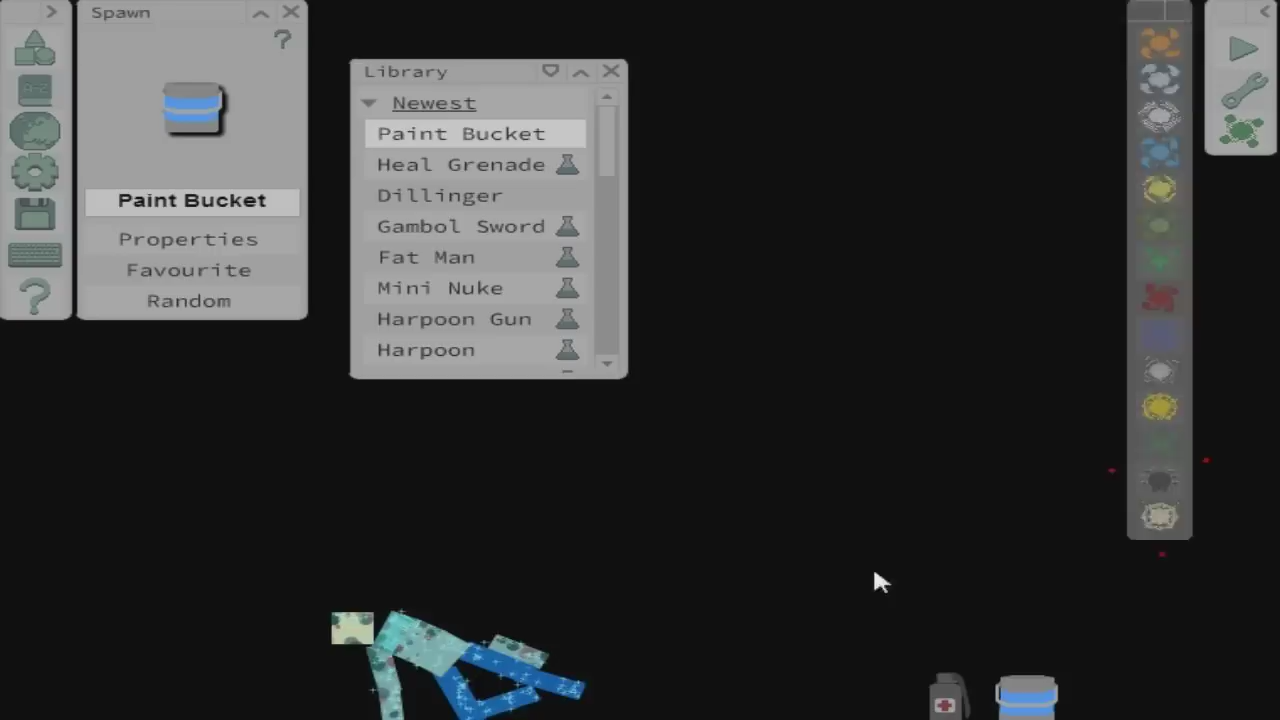 Spawn
Paint Bucket
Properties
Favourite
Random
Library
Newest
Paint Bucket
Heal Grenade
Dillinger
Gambol Sword
Fat Man
Mini Nuke
Harpoon Gun
Harpoon